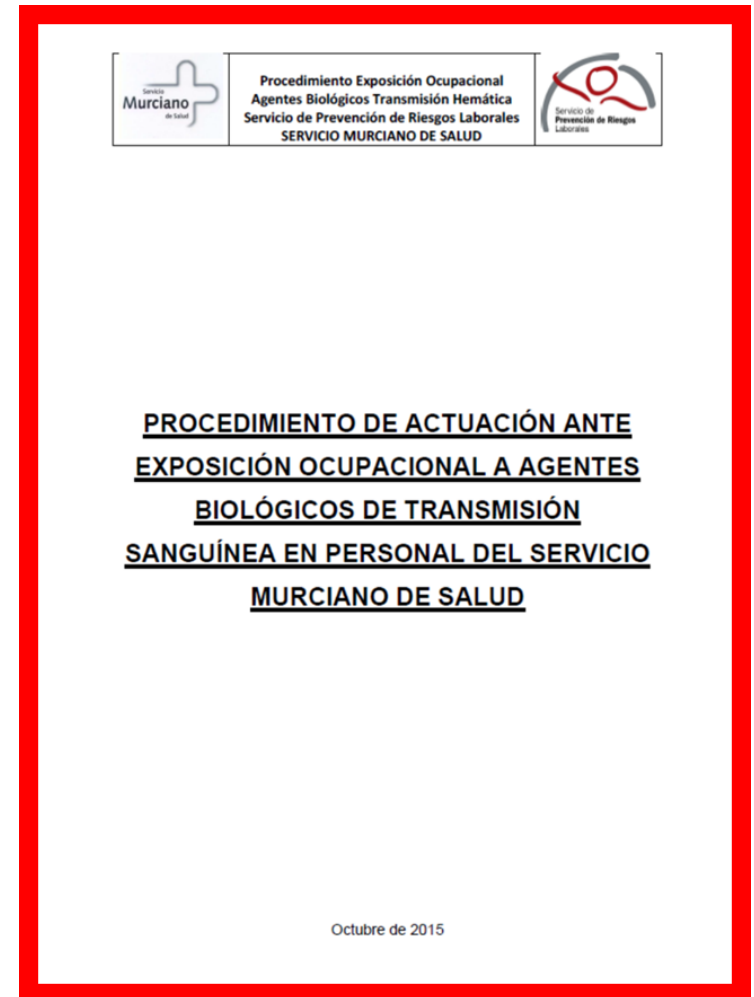 Servicio
Murciano
de Salud
Procedimiento Exposición Ocupacional
Agentes Biológicos Transmisión Hemática
Servicio de Prevención de Riesgos Laborales
SERVICIO MURCIANO DE SALUD
Servicio de
Prevención de Riesgos
Laborales
PROCEDIMIENTO DE ACTUACIÓN ANTE
EXPOSICIÓN OCUPACIONAL A AGENTES
BIOLÓGICOS DE TRANSMISIÓN
SANGUÍNEA EN PERSONAL DEL SERVICIO
MURCIANO DE SALUD
Octubre de 2015